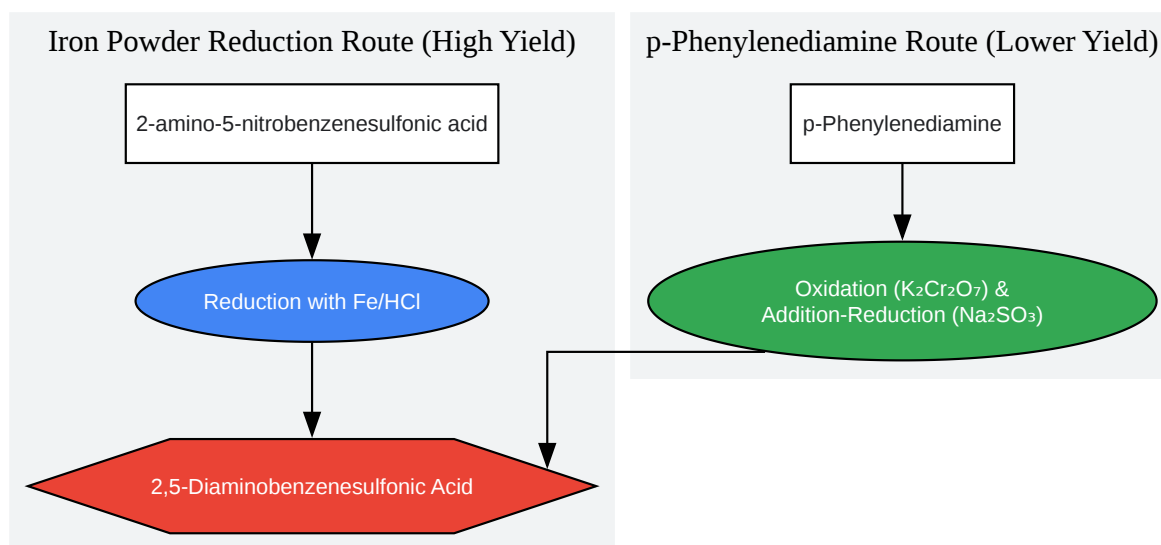 Iron Powder Reduction Route (High Yield)
2-amino-5-nitrobenzenesulfonic acid
Reduction with Fe/HCl
2,5-Diaminobenzenesulfonic Acid
p-Phenylenediamine Route (Lower Yield)
p-Phenylenediamine
Oxidation (K₂Cr₂O₇) &
Addition-Reduction (Na₂SO₃)